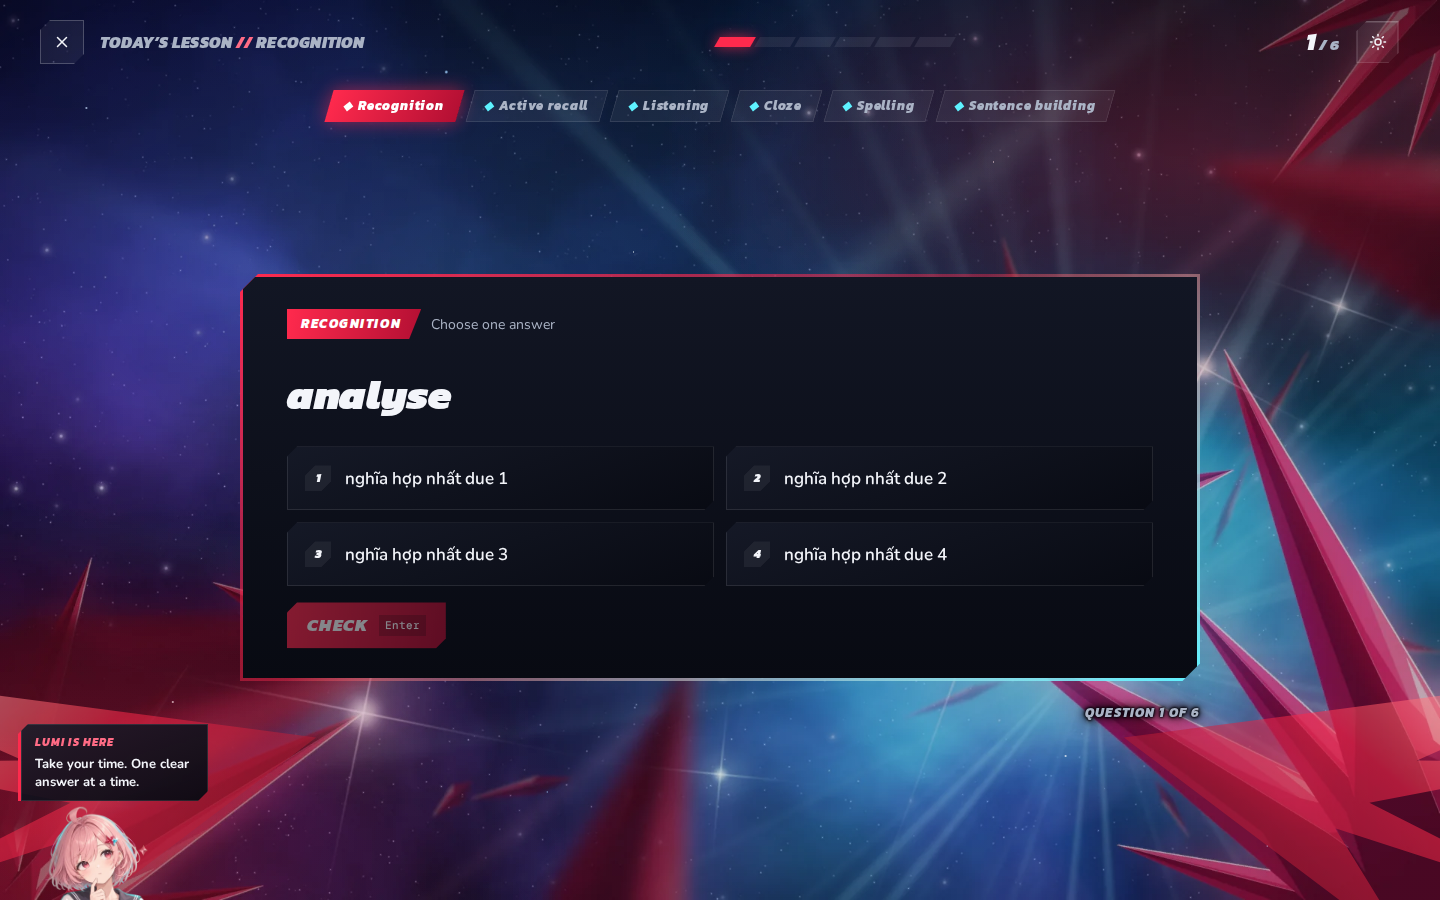 TODAY'S LESSON // RECOGNITION
1 / 6
Recognition
Active recall
Listening
Cloze
Spelling
Sentence building
RECOGNITION
Choose one answer
analyse
1 nghĩa hợp nhất due 1
2 nghĩa hợp nhất due 2
3 nghĩa hợp nhất due 3
4 nghĩa hợp nhất due 4
CHECK Enter
QUESTION 1 OF 6
LUMI IS HERE
Take your time. One clear
answer at a time.